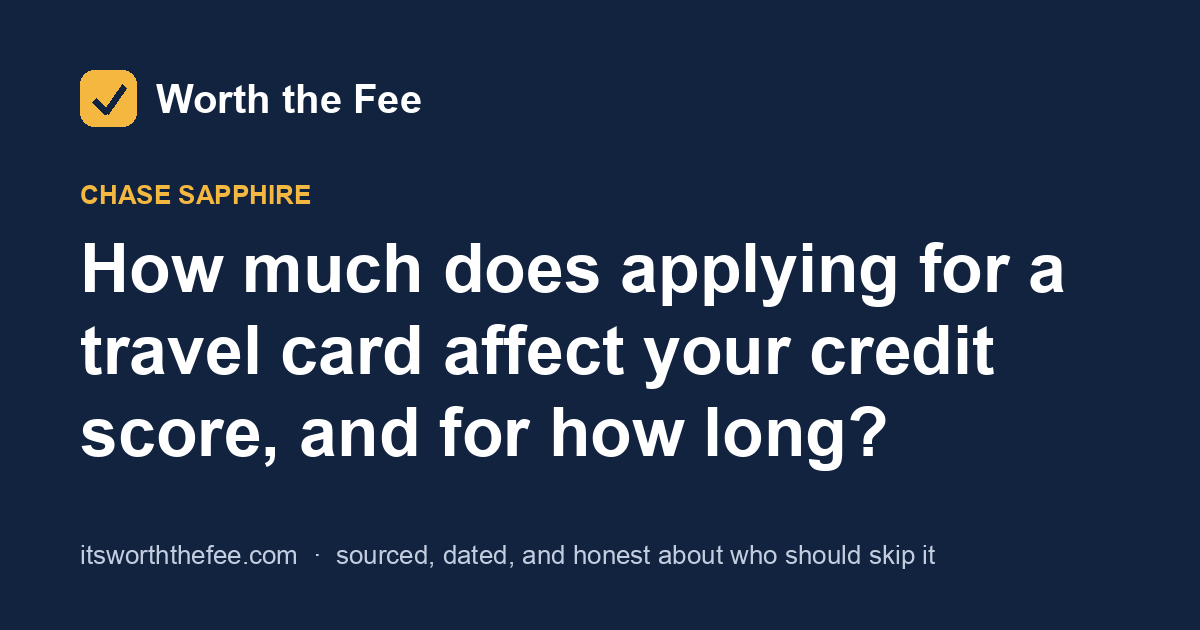 Worth the Fee
CHASE SAPPHIRE
How much does applying for a
travel card affect your credit
score, and for how long?
itsworththefee.com · sourced, dated, and honest about who should skip it